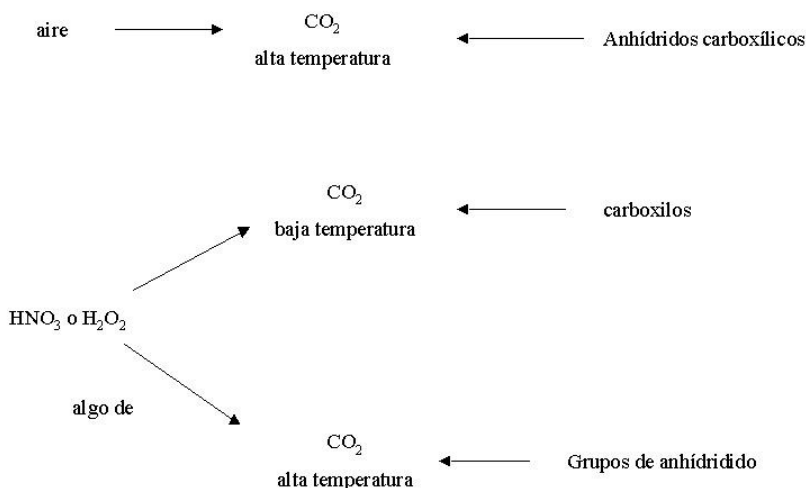 aire
CO₂
alta temperatura
Anhídridos carboxílicos
CO₂
baja temperatura
carboxilos
HNO₃ o H₂O₂
algo de
CO₂
alta temperatura
Grupos de anhídridido